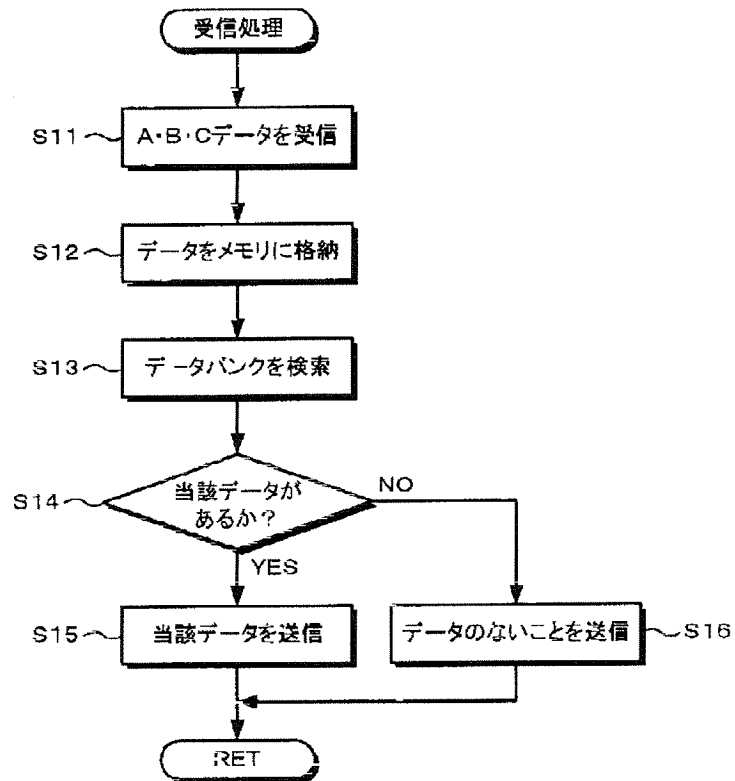 受信処理
S11
A・B・Cデータを受信
S12
データをメモリに格納
S13
データバンクを検索
S14
当該データが
あるか？
NO
YES
S15
当該データを送信
データのないことを送信
S16
RET